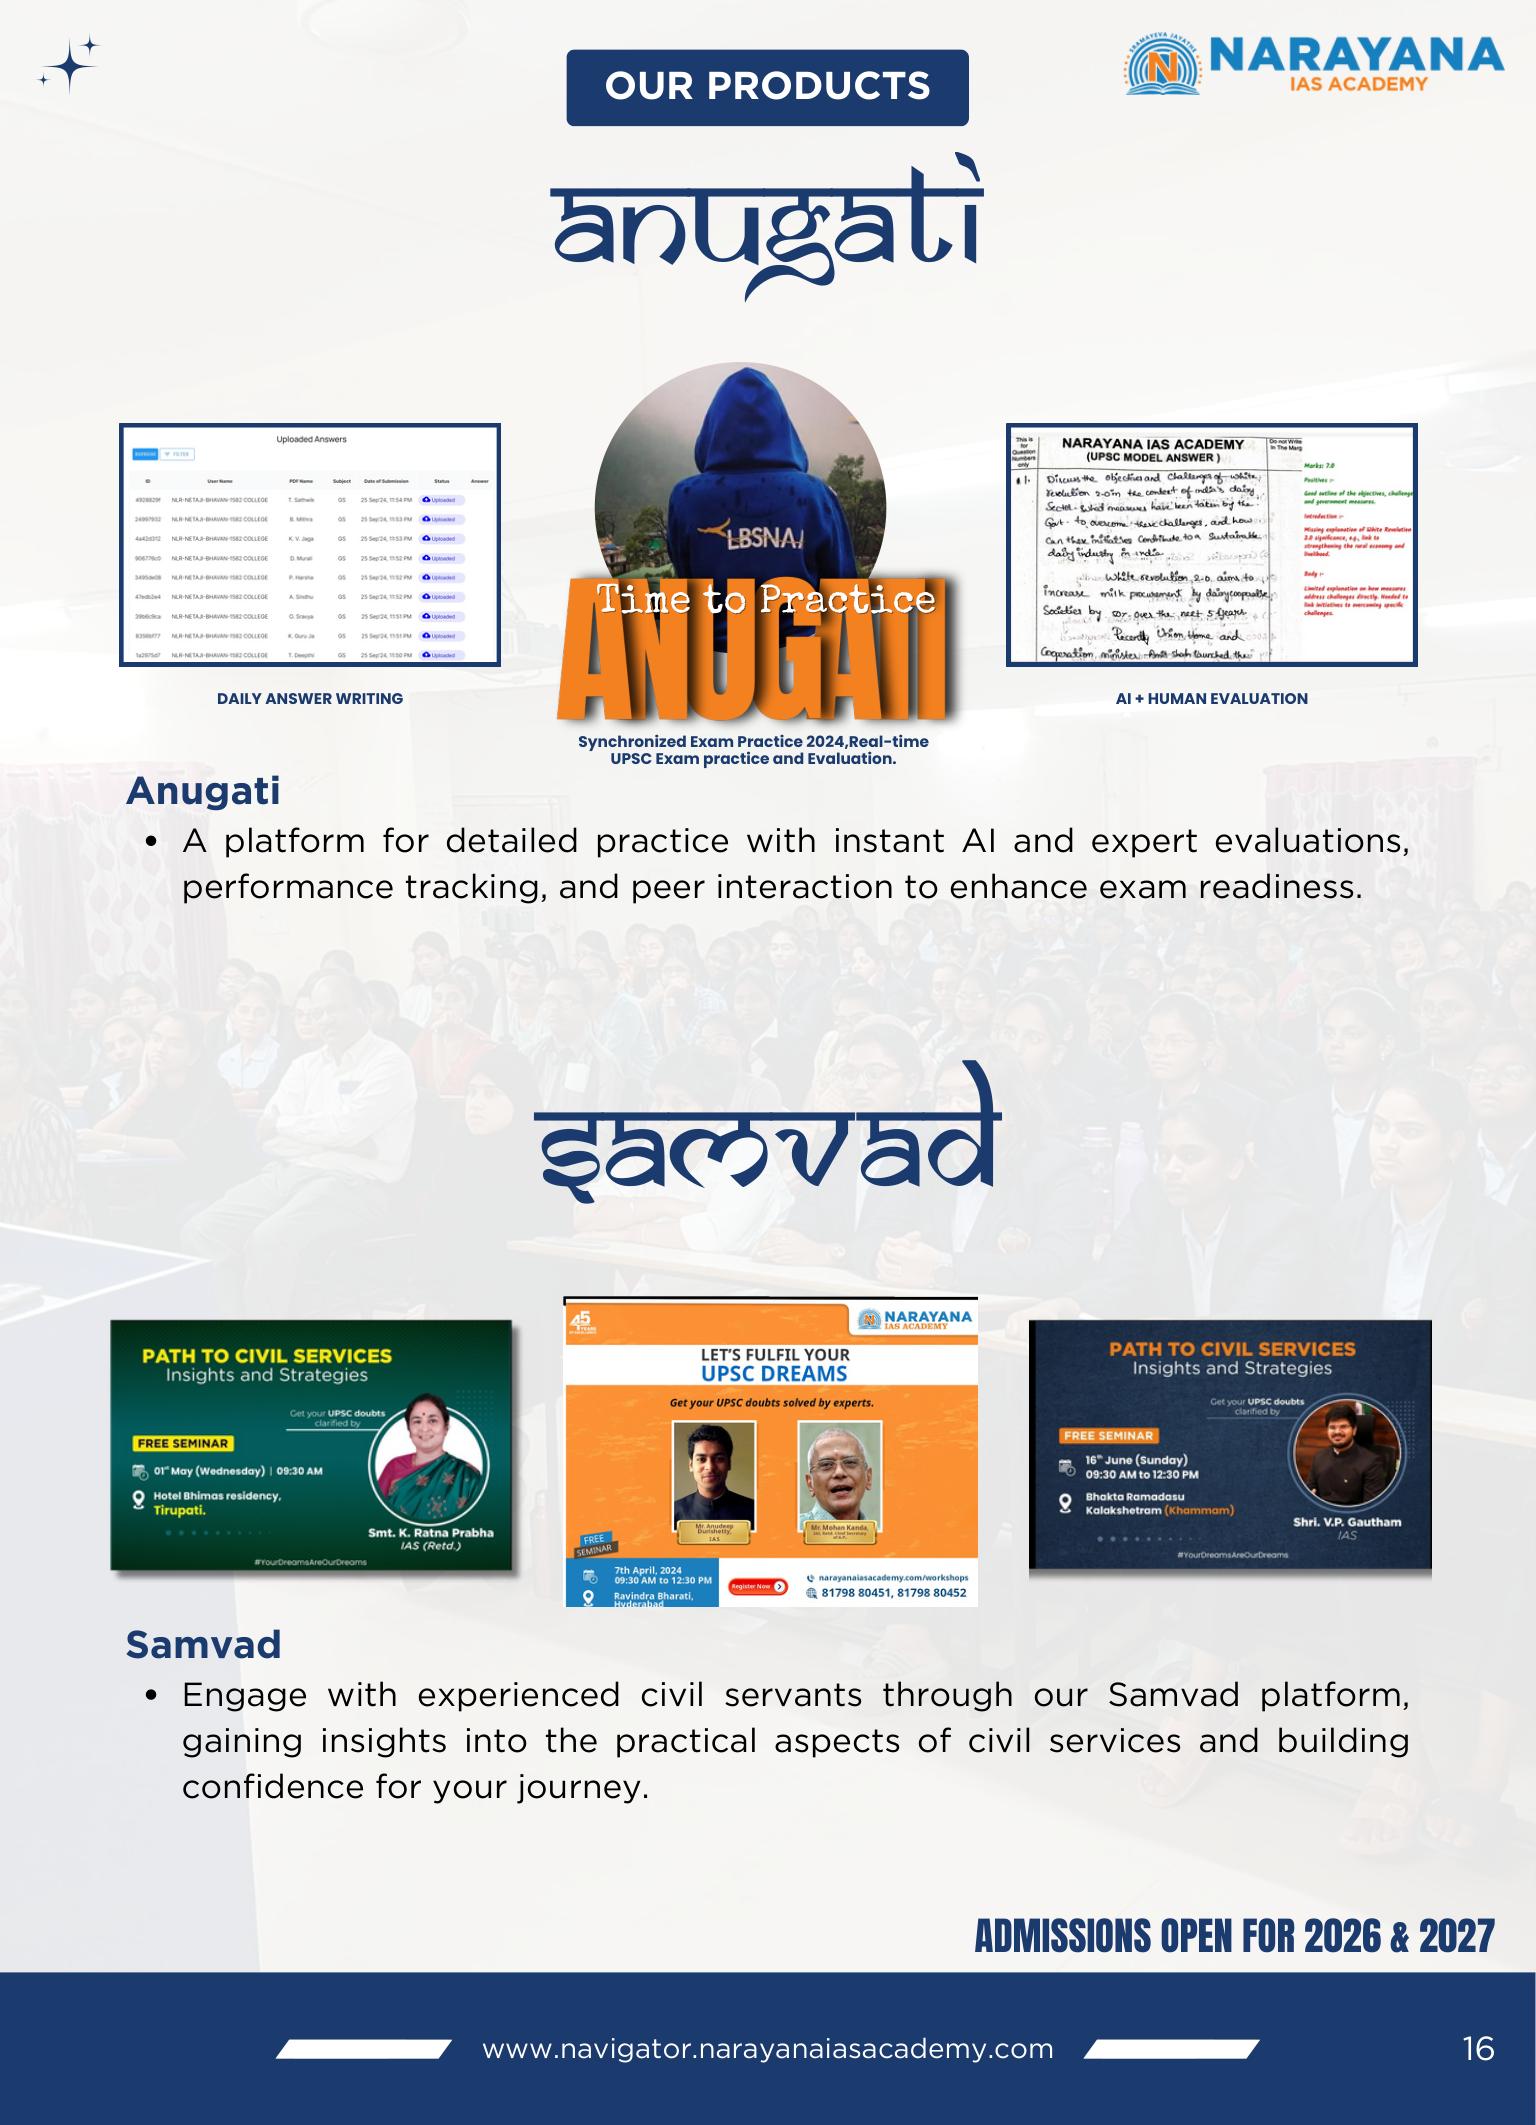 OUR PRODUCTS
NARAYANA
IAS ACADEMY
anugati
Uploaded Answers
REFRESH FILTER
ID User Name PDF Name Subject Date of Submission Status Answer
4928829f NLR-NETAJI-BHAVAN-1582 COLLEGE T. Sathwik GS 25 Sep'24, 11:54 PM Uploaded
24997932 NLR-NETAJI-BHAVAN-1582 COLLEGE B. Mithra GS 25 Sep'24, 11:53 PM Uploaded
4a42d312 NLR-NETAJI-BHAVAN-1582 COLLEGE K. V. Jaga GS 25 Sep'24, 11:53 PM Uploaded
906776c0 NLR-NETAJI-BHAVAN-1582 COLLEGE D. Murali GS 25 Sep'24, 11:52 PM Uploaded
3495de08 NLR-NETAJI-BHAVAN-1582 COLLEGE P. Harsha GS 25 Sep'24, 11:52 PM Uploaded
47edb2e4 NLR-NETAJI-BHAVAN-1582 COLLEGE A. Sindhu GS 25 Sep'24, 11:52 PM Uploaded
39b6c9ca NLR-NETAJI-BHAVAN-1582 COLLEGE O. Sravya GS 25 Sep'24, 11:51 PM Uploaded
8356bf77 NLR-NETAJI-BHAVAN-1582 COLLEGE K. Guru Ja GS 25 Sep'24, 11:51 PM Uploaded
1a2975d7 NLR-NETAJI-BHAVAN-1582 COLLEGE T. Deepthi GS 25 Sep'24, 11:50 PM Uploaded
DAILY ANSWER WRITING
LBSNAA
Time to Practice
ANUGATI
Synchronized Exam Practice 2024,Real-time
UPSC Exam practice and Evaluation.
This is
for
Question
Numbers
only
NARAYANA IAS ACADEMY
(UPSC MODEL ANSWER )
Do not Write
In The Marg
Discuss the objectives and challenges of white
revolution 2.0 in the context of India's dairy
Sector. What measures have been taken by the
Govt. to overcome these challenges, and how
can these initiatives contribute to a Sustainable
dairy industry in india
White revolution 2.0 aims to
increase milk procurement by dairy cooperative
Societies by 50% over the next 5 years
Recently Union Home and
Cooperation minister Amit Shah launched the
Marks: 7.0
Positives :-
Good outline of the objectives, challenge
and government measures.
Introduction :-
Missing explanation of White Revolution
2.0 significance, e.g., link to
strengthening the rural economy and
livelihood.
Body :-
Limited explanation on how measures
address challenges directly. Needed to
link initiatives to overcoming specific
challenges.
AI + HUMAN EVALUATION
Anugati
• A platform for detailed practice with instant AI and expert evaluations,
performance tracking, and peer interaction to enhance exam readiness.
samvad
PATH TO CIVIL SERVICES
Insights and Strategies
Get your UPSC doubts
clarified by
FREE SEMINAR
01st May (Wednesday) | 09:30 AM
Hotel Bhimas residency,
Tirupati.
Smt. K. Ratna Prabha
IAS (Retd.)
#YourDreamsAreOurDreams
45
YEARS
NARAYANA
IAS ACADEMY
LET'S FULFIL YOUR
UPSC DREAMS
Get your UPSC doubts solved by experts.
Mr. Anudeep
Durishetty,
IAS
Mr. Mohan Kanda,
IAS, Retd. Chief Secretary
of A.P.
FREE
SEMINAR
7th April, 2024
09:30 AM to 12:30 PM
Ravindra Bharati,
Hyderabad
Register Now
narayanaiasacademy.com/workshops
81798 80451, 81798 80452
PATH TO CIVIL SERVICES
Insights and Strategies
Get your UPSC doubts
clarified by
FREE SEMINAR
16th June (Sunday)
09:30 AM to 12:30 PM
Bhakta Ramadasu
Kalakshetram (Khammam)
Shri. V.P. Gautham
IAS
#YourDreamsAreOurDreams
Samvad
• Engage with experienced civil servants through our Samvad platform,
gaining insights into the practical aspects of civil services and building
confidence for your journey.
ADMISSIONS OPEN FOR 2026 & 2027
www.navigator.narayanaiasacademy.com
16